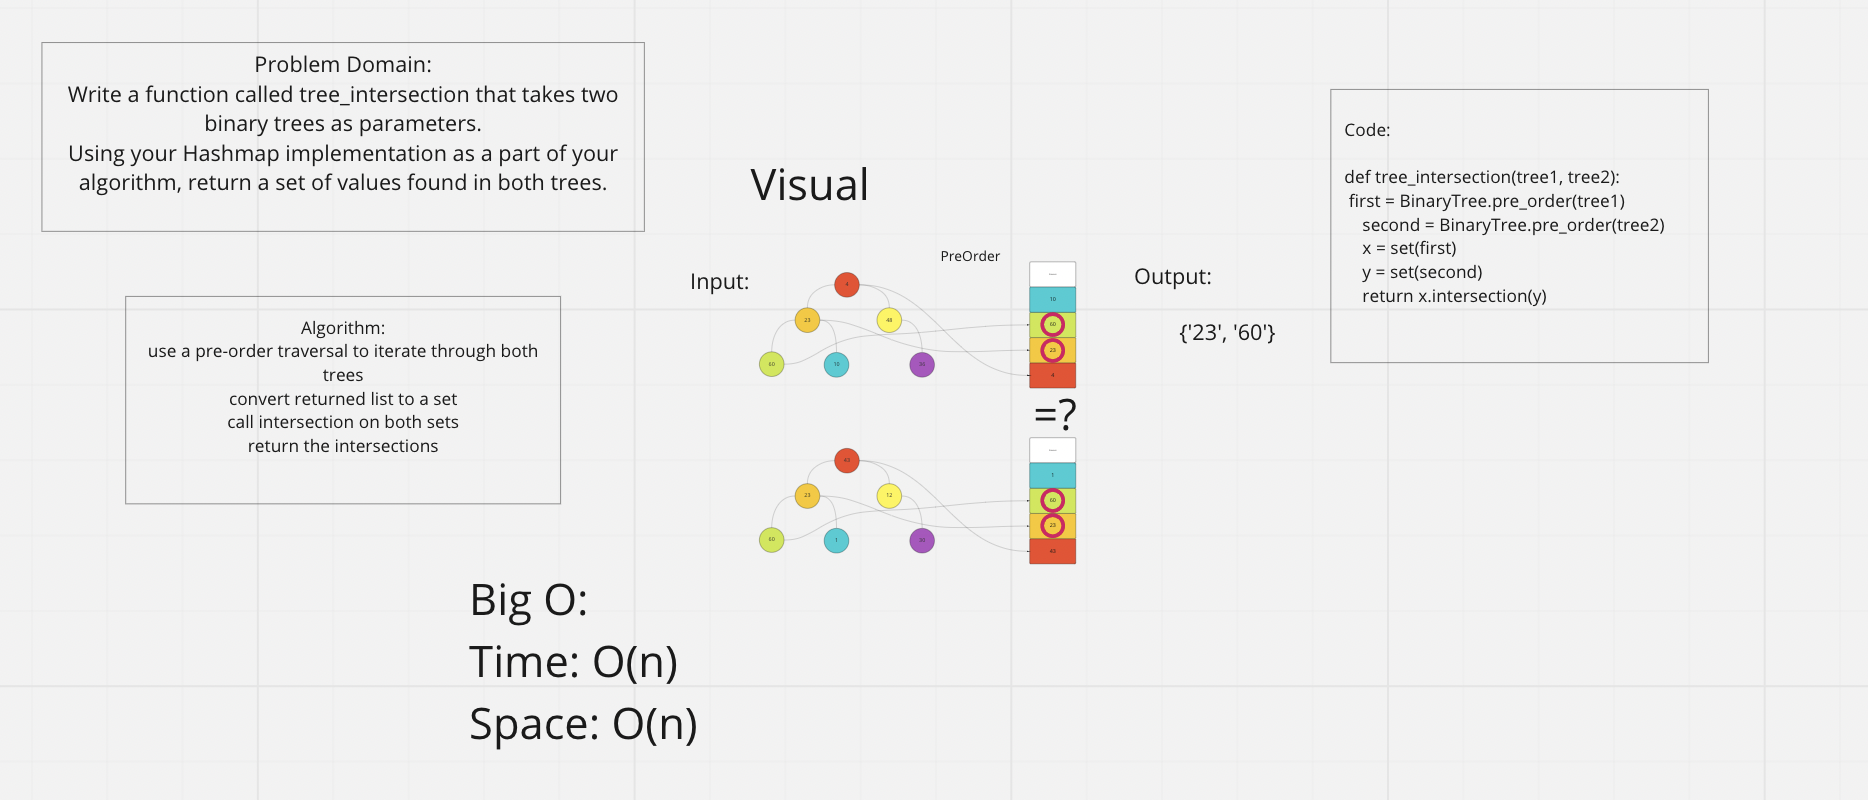 Problem Domain:
Write a function called tree_intersection that takes two
binary trees as parameters.
Using your Hashmap implementation as a part of your
algorithm, return a set of values found in both trees.
Algorithm:
use a pre-order traversal to iterate through both
trees
convert returned list to a set
call intersection on both sets
return the intersections
Visual
Input:
PreOrder
4
23
48
60
10
10
60
23
4
=?
43
23
12
60
1
1
60
23
43
Output:
{'23', '60'}
Code:
def tree_intersection(tree1, tree2):
first = BinaryTree.pre_order(tree1)
second = BinaryTree.pre_order(tree2)
x = set(first)
y = set(second)
return x.intersection(y)
Big O:
Time: O(n)
Space: O(n)